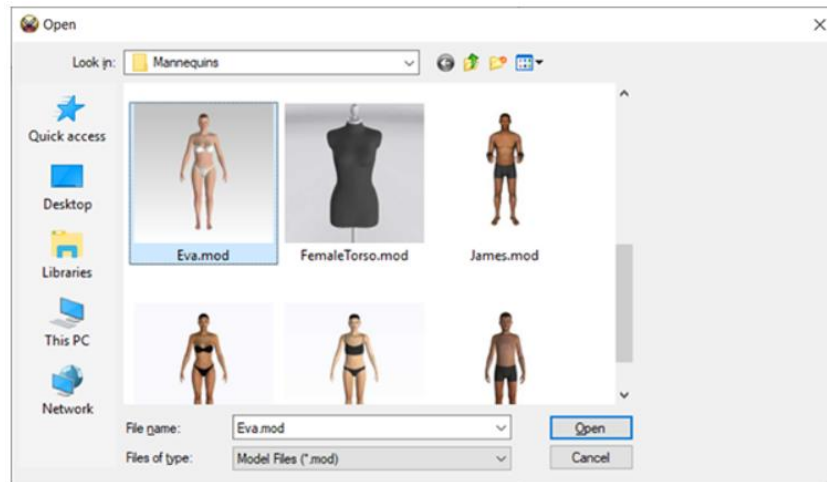 Open
Look in:
Mannequins
Quick access
Desktop
Libraries
This PC
Network
Eva.mod
FemaleTorso.mod
James.mod
File name:
Eva.mod
Open
Files of type:
Model Files (*.mod)
Cancel